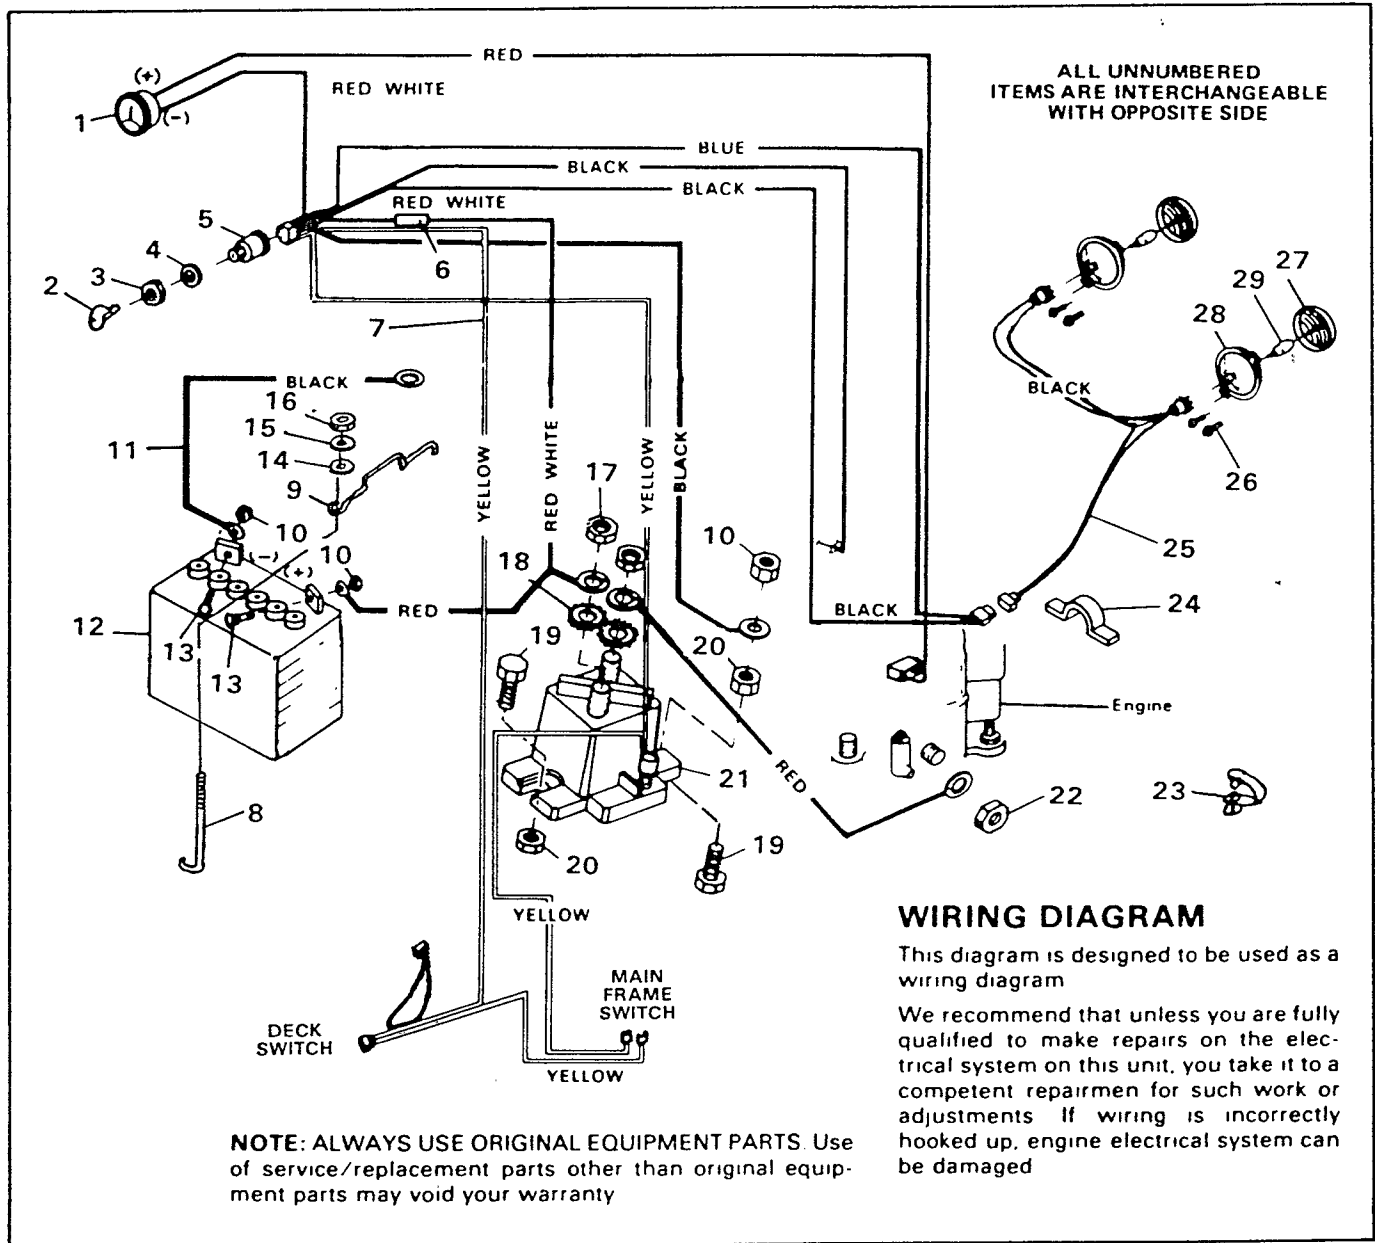 RED
(+)
RED WHITE
1
(-)
ALL UNNUMBERED
ITEMS ARE INTERCHANGEABLE
WITH OPPOSITE SIDE
BLUE
BLACK
BLACK
RED WHITE
5
4
3
2
6
7
27
29
28
BLACK
26
25
BLACK
16
15
14
9
11
10
(-)
10
(+)
12
13
13
RED
8
YELLOW
RED WHITE
YELLOW
BLACK
17
18
19
10
20
BLACK
24
Engine
21
RED
22
23
20
19
YELLOW
MAIN
FRAME
SWITCH
DECK
SWITCH
YELLOW
WIRING DIAGRAM
This diagram is designed to be used as a
wiring diagram
We recommend that unless you are fully
qualified to make repairs on the elec-
trical system on this unit, you take it to a
competent repairmen for such work or
adjustments If wiring is incorrectly
hooked up, engine electrical system can
be damaged
NOTE: ALWAYS USE ORIGINAL EQUIPMENT PARTS. Use
of service/replacement parts other than original equip-
ment parts may void your warranty